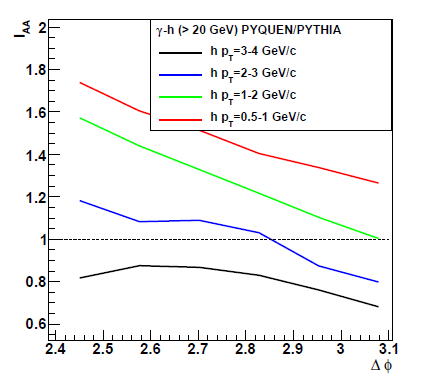 I_AA
γ-h (> 20 GeV) PYQUEN/PYTHIA
h p_T=3-4 GeV/c
h p_T=2-3 GeV/c
h p_T=1-2 GeV/c
h p_T=0.5-1 GeV/c
2
1.8
1.6
1.4
1.2
1
0.8
0.6
2.4 2.5 2.6 2.7 2.8 2.9 3 3.1
Δ ϕ